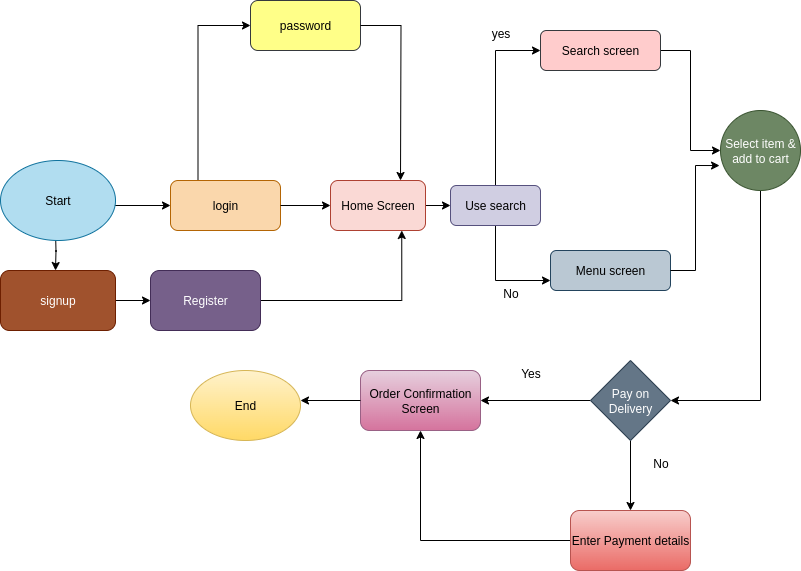 password
yes
Search screen
Select item &
add to cart
Start
login
Home Screen
Use search
Menu screen
No
signup
Register
End
Order Confirmation
Screen
Yes
Pay on
Delivery
No
Enter Payment details